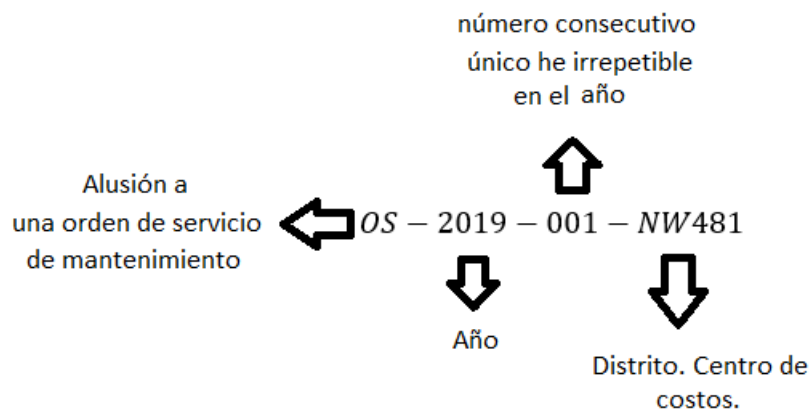 número consecutivo
único he irrepetible
en el año
Alusión a
una orden de servicio
de mantenimiento
OS − 2019 − 001 − NW481
Año
Distrito. Centro de
costos.